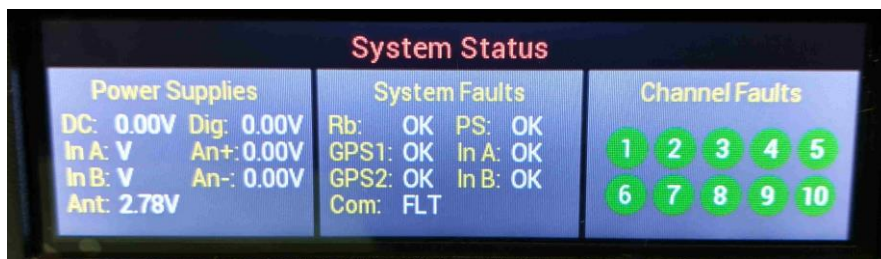 System Status
Power Supplies
DC: 0.00V Dig: 0.00V
In A: V An+: 0.00V
In B: V An-: 0.00V
Ant: 2.78V
System Faults
Rb: OK PS: OK
GPS1: OK In A: OK
GPS2: OK In B: OK
Com: FLT
Channel Faults
1 2 3 4 5
6 7 8 9 10